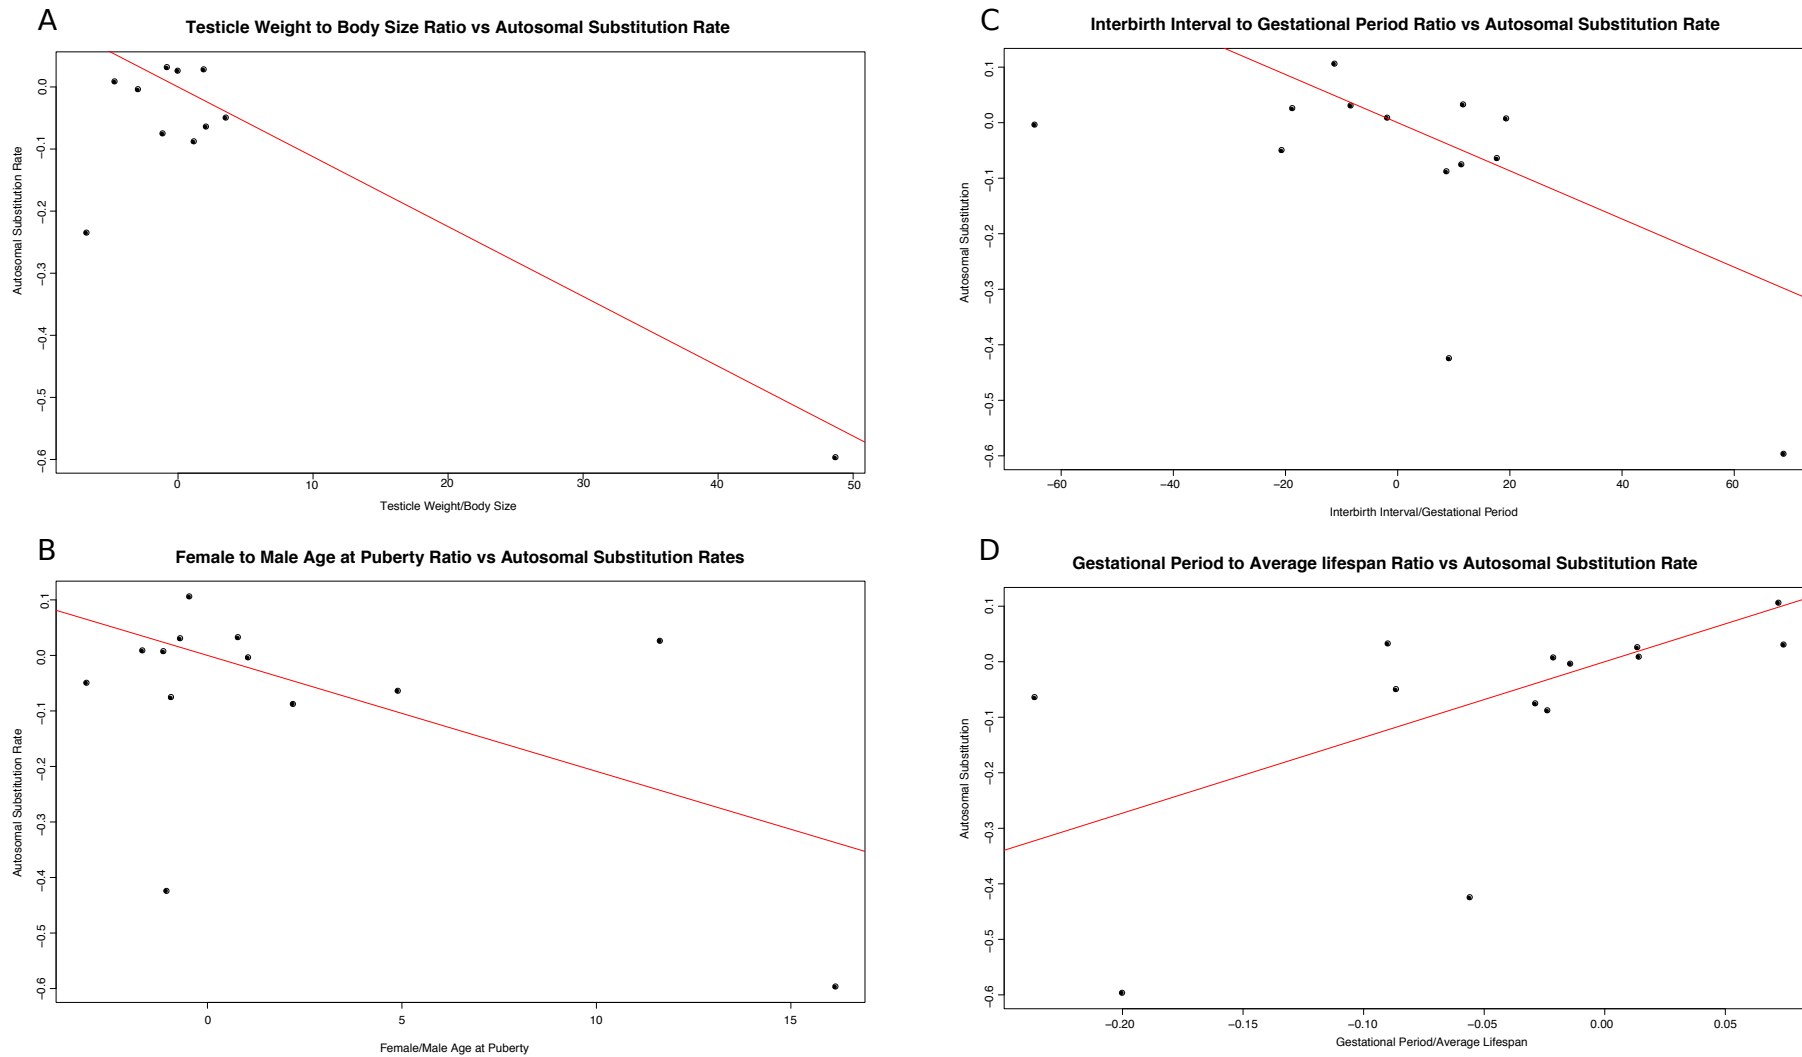 A
Testicle Weight to Body Size Ratio vs Autosomal Substitution Rate
Autosomal Substitution Rate
0.0
−0.1
−0.2
−0.3
−0.4
−0.5
−0.6
0 10 20 30 40 50
Testicle Weight/Body Size
B
Female to Male Age at Puberty Ratio vs Autosomal Substitution Rates
Autosomal Substitution Rate
0.1
0.0
−0.1
−0.2
−0.3
−0.4
−0.5
−0.6
0 5 10 15
Female/Male Age at Puberty
C
Interbirth Interval to Gestational Period Ratio vs Autosomal Substitution Rate
Autosomal Substitution
0.1
0.0
−0.1
−0.2
−0.3
−0.4
−0.5
−0.6
−60 −40 −20 0 20 40 60
Interbirth Interval/Gestational Period
D
Gestational Period to Average lifespan Ratio vs Autosomal Substitution Rate
Autosomal Substitution
0.1
0.0
−0.1
−0.2
−0.3
−0.4
−0.5
−0.6
−0.20 −0.15 −0.10 −0.05 0.00 0.05
Gestational Period/Average Lifespan